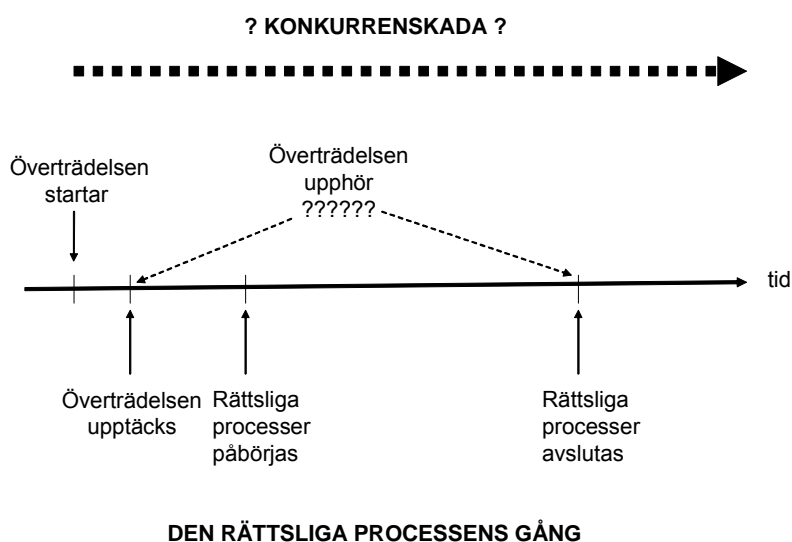 ? KONKURRENSKADA ?
Överträdelsen
startar
Överträdelsen
upphör
??????
tid
Överträdelsen
upptäcks
Rättsliga
processer
påbörjas
Rättsliga
processer
avslutas
DEN RÄTTSLIGA PROCESSENS GÅNG